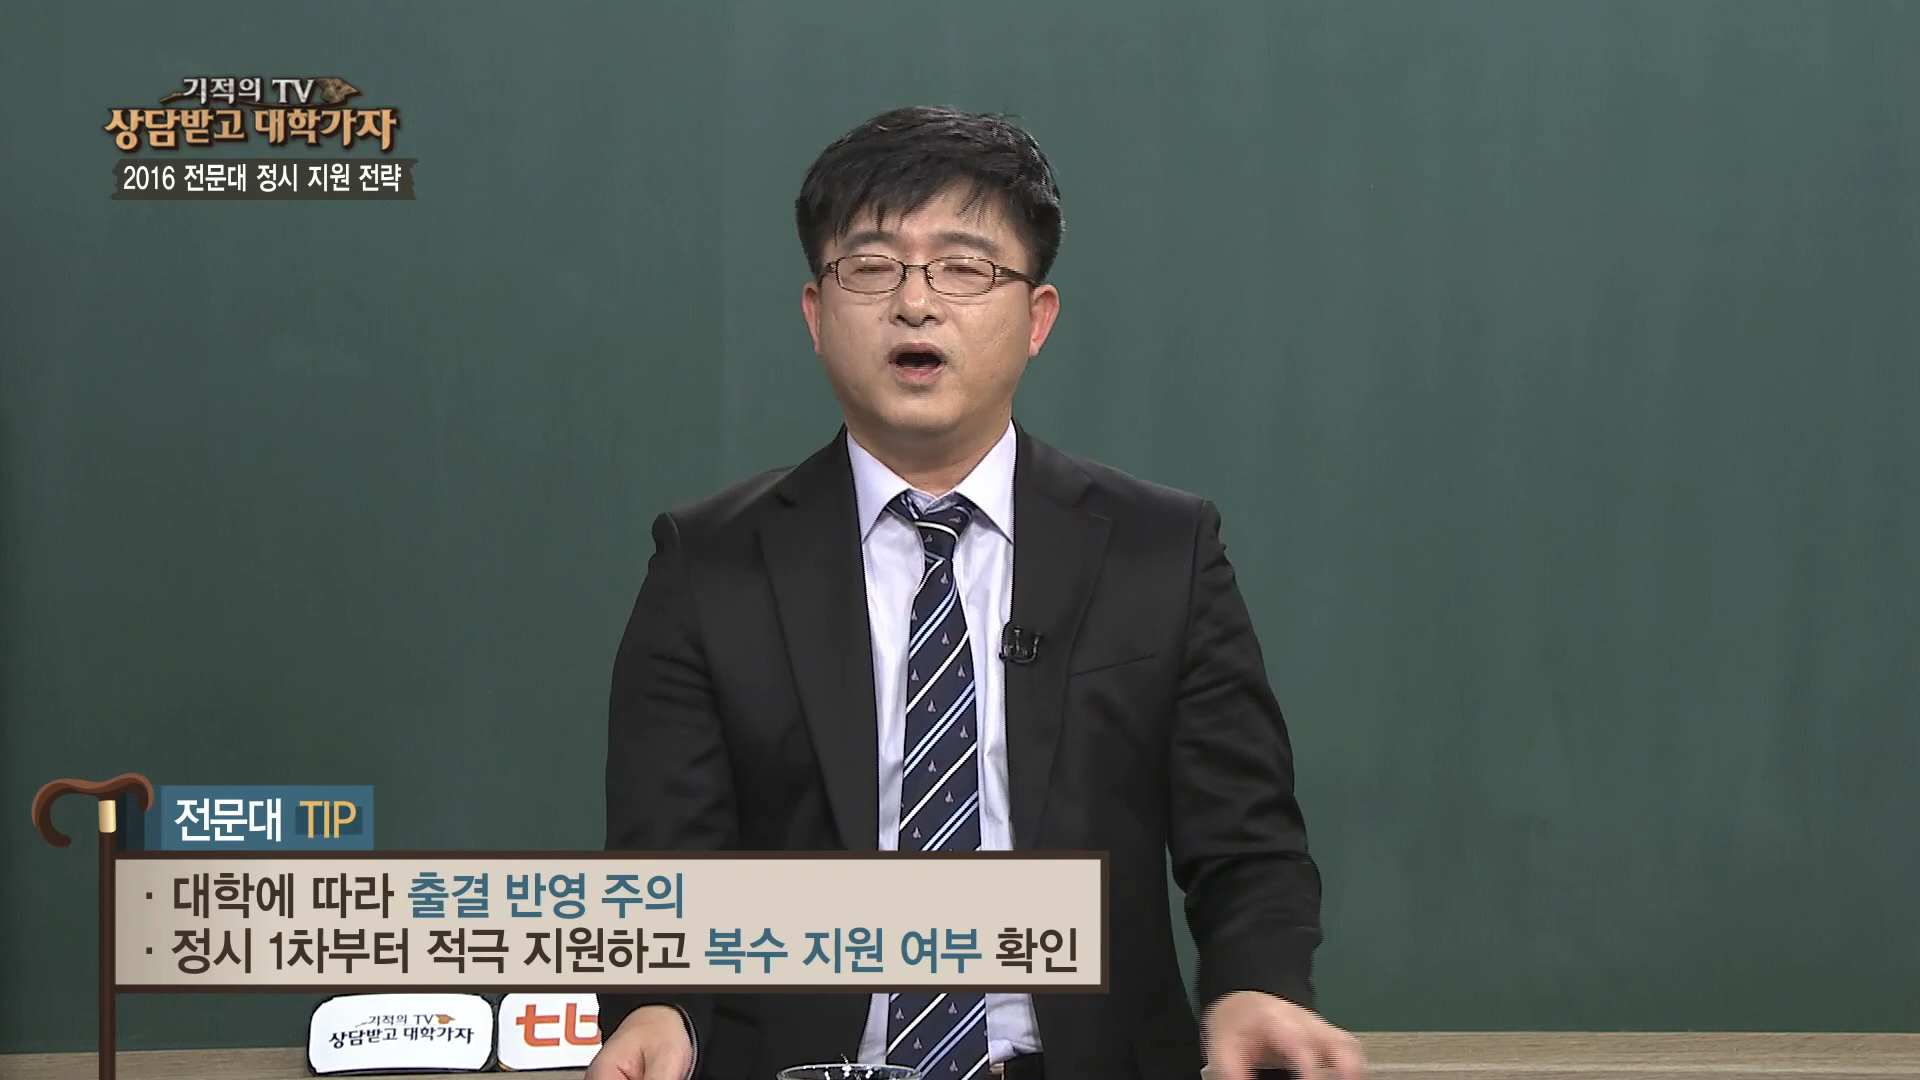 기적의 TV
상담받고 대학가자
2016 전문대 정시 지원 전략
전문대 TIP
· 대학에 따라 출결 반영 주의
· 정시 1차부터 적극 지원하고 복수 지원 여부 확인
기적의 TV
상담받고 대학가자